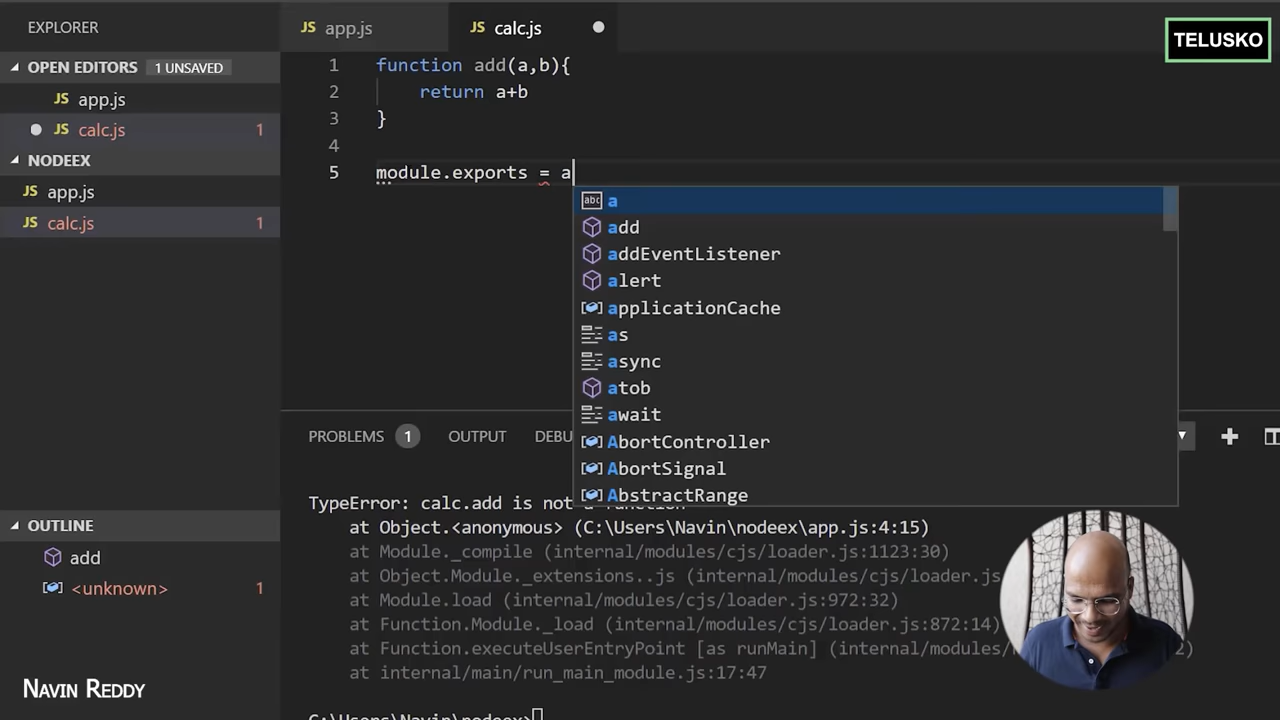 EXPLORER
OPEN EDITORS 1 UNSAVED
JS app.js
JS calc.js 1
NODEEX
JS app.js
JS calc.js 1
OUTLINE
add
<unknown> 1
JS app.js JS calc.js
TELUSKO
1 function add(a,b){
2 return a+b
3 }
4
5 module.exports = a
abc a
add
addEventListener
alert
applicationCache
as
async
atob
await
AbortController
AbortSignal
AbstractRange
PROBLEMS 1 OUTPUT DEBU
TypeError: calc.add is not a function
at Object.<anonymous> (C:\Users\Navin\nodeex\app.js:4:15)
at Module._compile (internal/modules/cjs/loader.js:1123:30)
at Object.Module._extensions..js (internal/modules/cjs/loader.js
at Module.load (internal/modules/cjs/loader.js:972:32)
at Function.Module._load (internal/modules/cjs/loader.js:872:14)
at Function.executeUserEntryPoint [as runMain] (internal/modules/
at internal/main/run_main_module.js:17:47
C:\Users\Navin\nodeex>
NAVIN REDDY